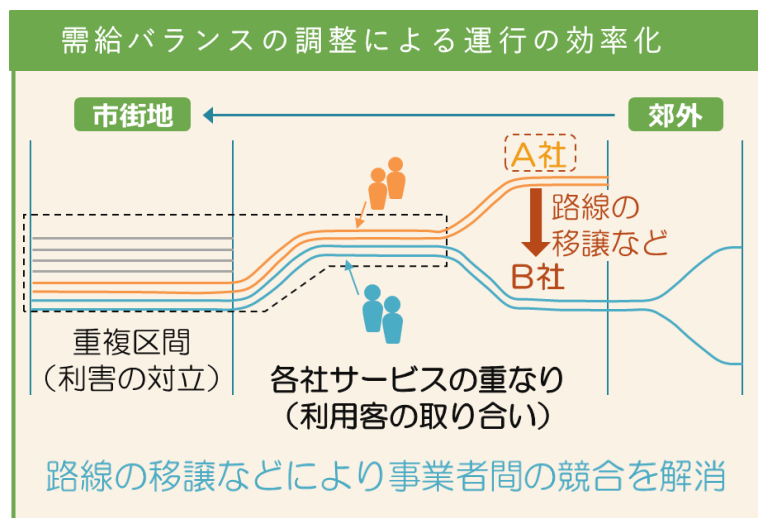 需給バランスの調整による運行の効率化
市街地
郊外
A社
路線の
移譲など
B社
重複区間
（利害の対立）
各社サービスの重なり
（利用客の取り合い）
路線の移譲などにより事業者間の競合を解消